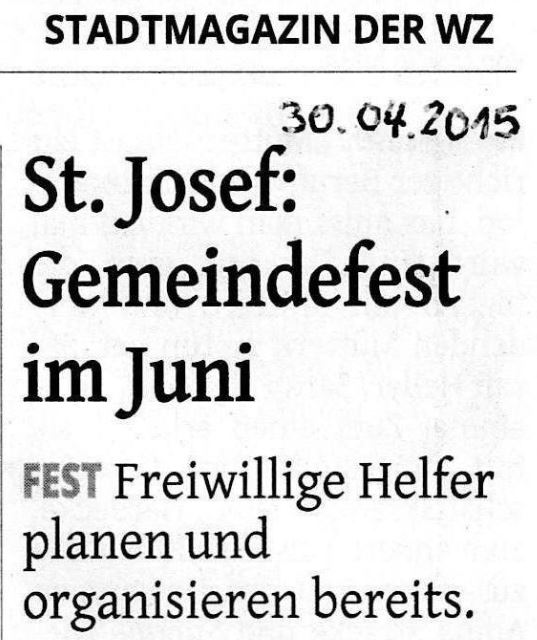 STADTMAGAZIN DER WZ
30.04.2015
St. Josef:
Gemeindefest
im Juni
FEST Freiwillige Helfer
planen und
organisieren bereits.